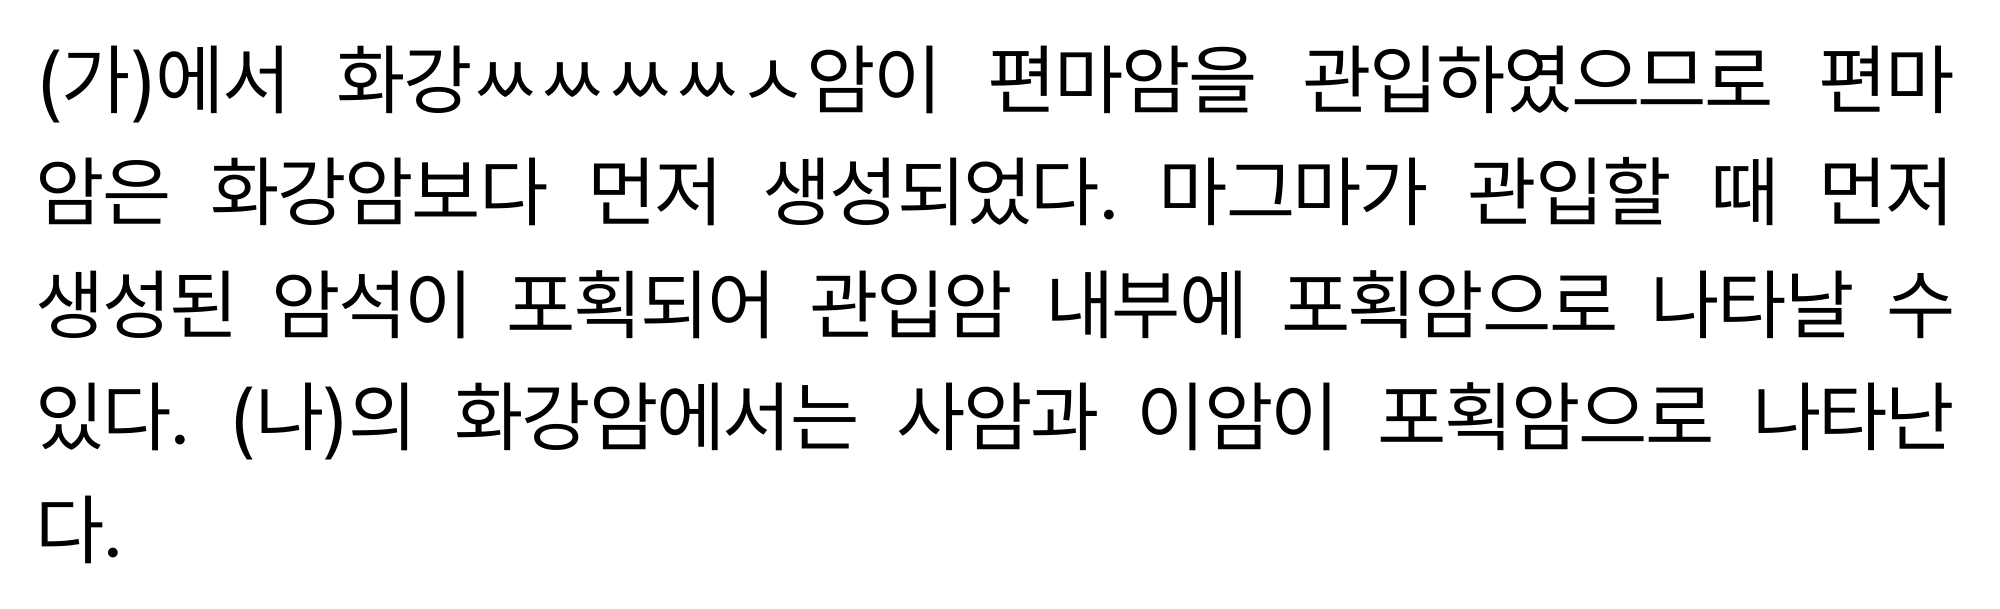 (가)에서 화강ㅆㅆㅆㅆㅅ암이 편마암을 관입하였으므로 편마
암은 화강암보다 먼저 생성되었다. 마그마가 관입할 때 먼저
생성된 암석이 포획되어 관입암 내부에 포획암으로 나타날 수
있다. (나)의 화강암에서는 사암과 이암이 포획암으로 나타난
다.